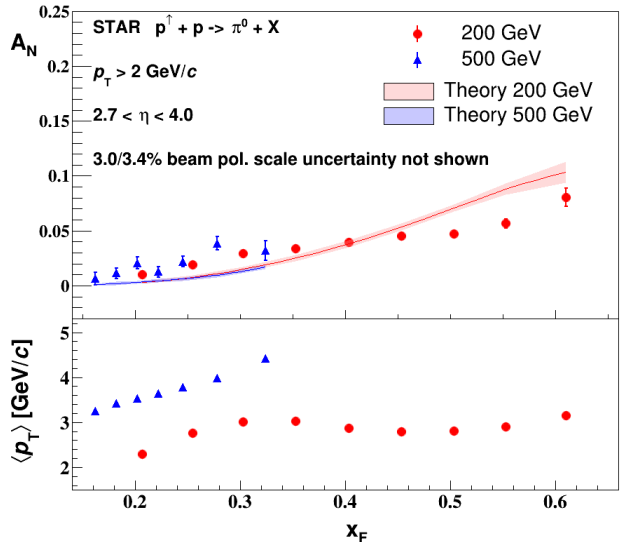 0.25
A_N
STAR p↑ + p -> π⁰ + X
200 GeV
0.2
500 GeV
p_T > 2 GeV/c
Theory 200 GeV
0.15
2.7 < η < 4.0
Theory 500 GeV
3.0/3.4% beam pol. scale uncertainty not shown
0.1
0.05
0
5
4
3
2
⟨p_T⟩ [GeV/c]
0.2 0.3 0.4 0.5 0.6
x_F